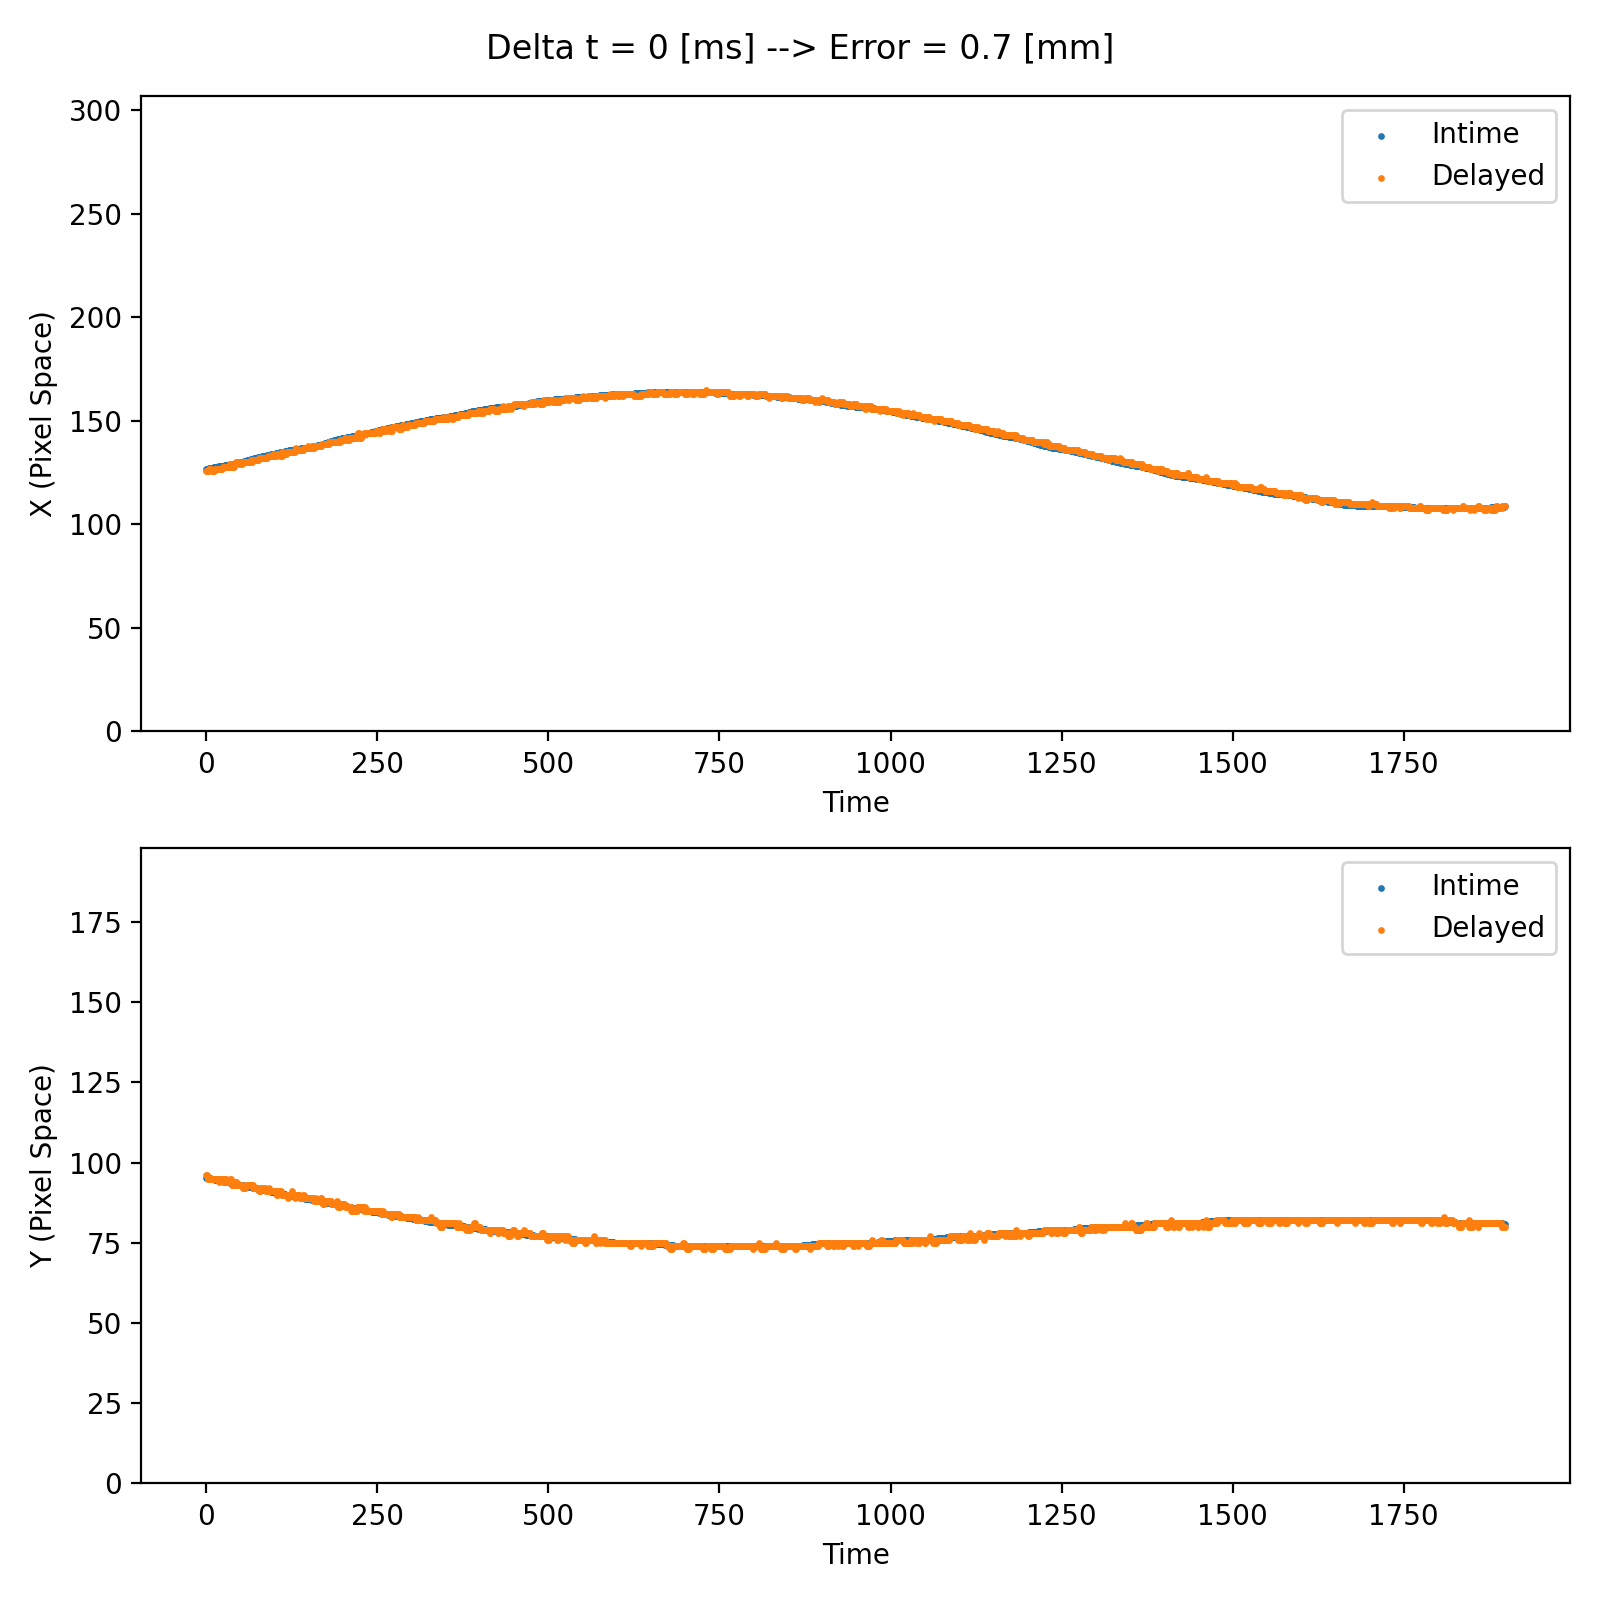 Delta t = 0 [ms] --> Error = 0.7 [mm]
300
250
200
150
100
50
0
X (Pixel Space)
Intime
Delayed
0 250 500 750 1000 1250 1500 1750
Time
175
150
125
100
75
50
25
0
Y (Pixel Space)
Intime
Delayed
0 250 500 750 1000 1250 1500 1750
Time